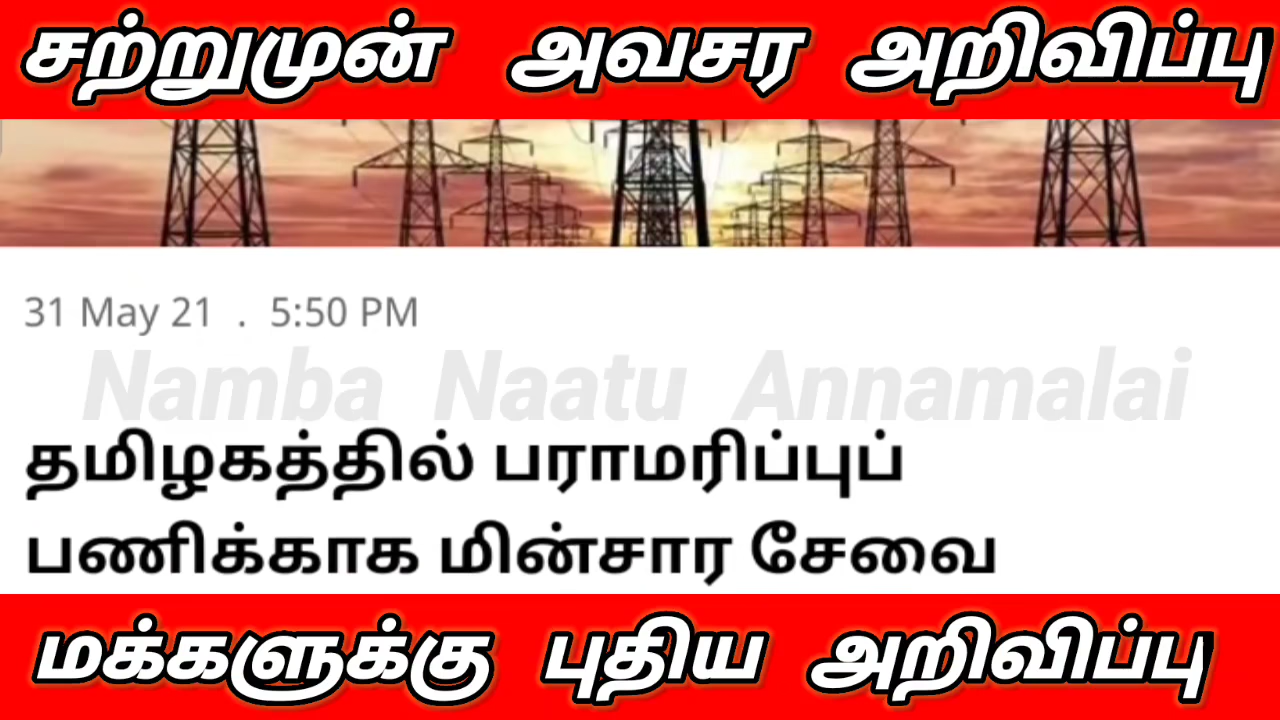 சற்றுமுன் அவசர அறிவிப்பு
31 May 21 . 5:50 PM
Namba Naatu Annamalai
தமிழகத்தில் பராமரிப்புப்
பணிக்காக மின்சார சேவை
மக்களுக்கு புதிய அறிவிப்பு